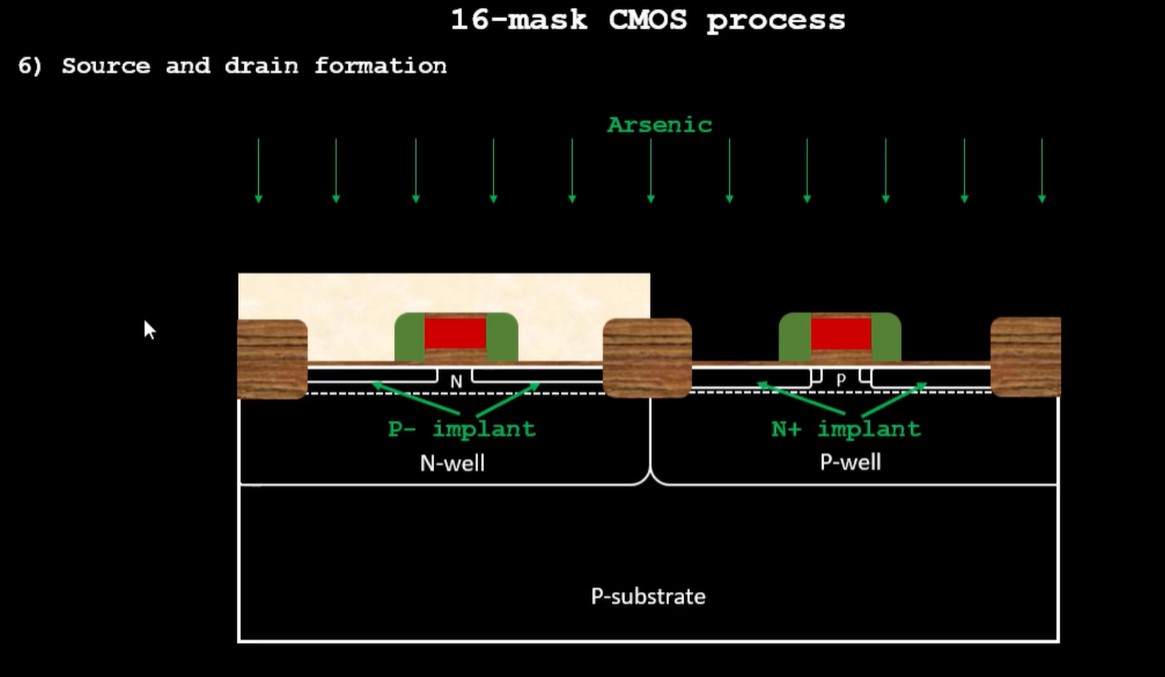 16-mask CMOS process
6) Source and drain formation
Arsenic
N
P
P- implant
N+ implant
N-well
P-well
P-substrate